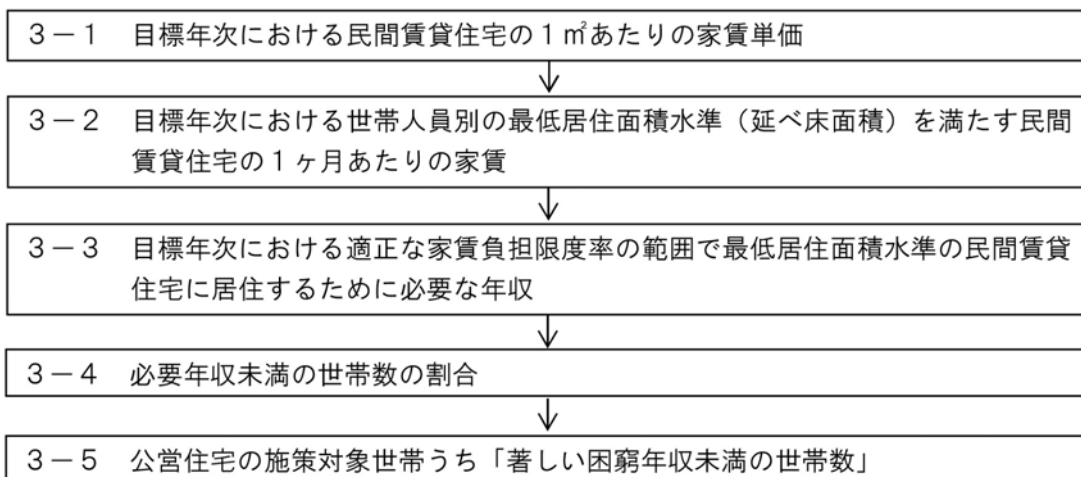 3-1 目標年次における民間賃貸住宅の1㎡あたりの家賃単価
3-2 目標年次における世帯人員別の最低居住面積水準(延べ床面積)を満たす民間
賃貸住宅の1ヶ月あたりの家賃
3-3 目標年次における適正な家賃負担限度率の範囲で最低居住面積水準の民間賃貸
住宅に居住するために必要な年収
3-4 必要年収未満の世帯数の割合
3-5 公営住宅の施策対象世帯うち「著しい困窮年収未満の世帯数」